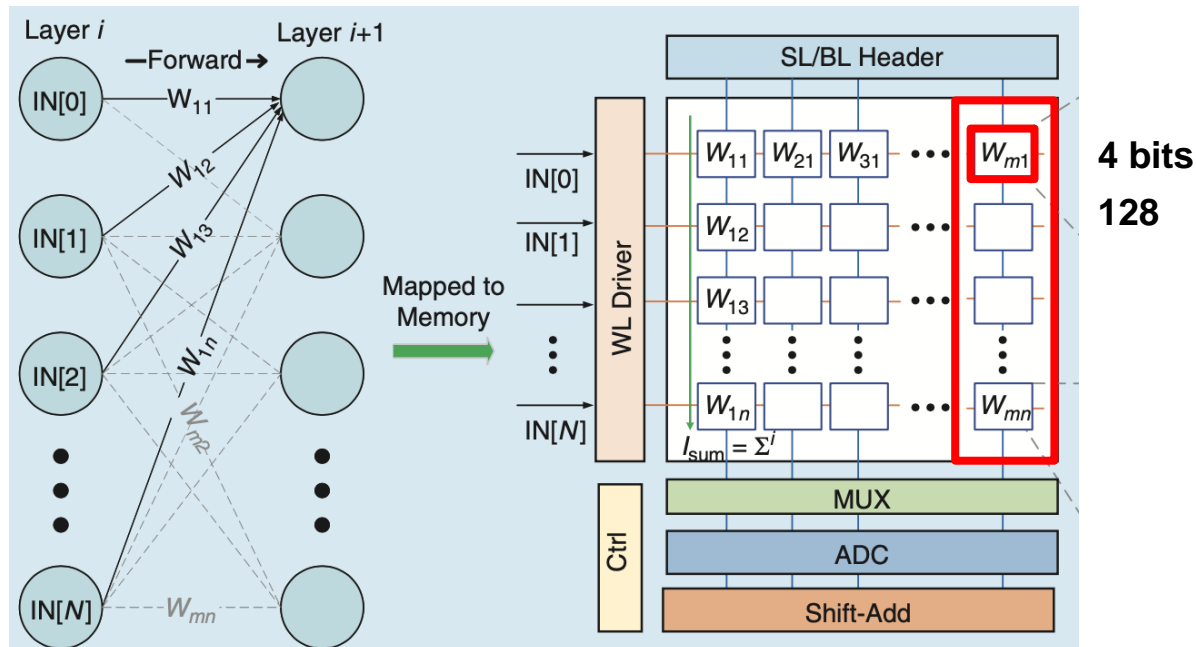 Layer i
Layer i+1
Forward
IN[0]
W11
W12
IN[1]
W13
IN[2]
W1n
Wm2
IN[N]
Wmn
Mapped to
Memory
SL/BL Header
WL Driver
IN[0]
IN[1]
IN[N]
W11 W21 W31 Wm1
W12
W13
W1n Wmn
Isum = Σi
MUX
Ctrl
ADC
Shift-Add
4 bits
128